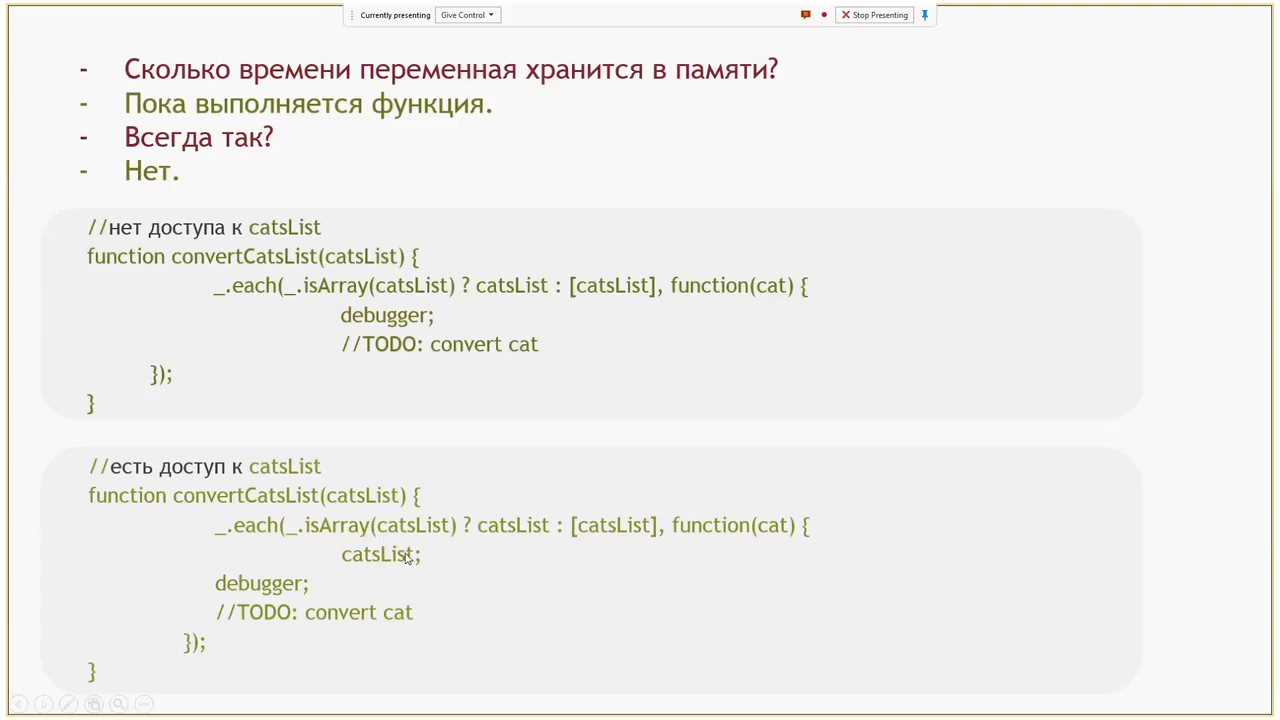 Currently presenting Give Control Stop Presenting
- Сколько времени переменная хранится в памяти?
- Пока выполняется функция.
- Всегда так?
- Нет.
//нет доступа к catsList
function convertCatsList(catsList) {
_.each(_.isArray(catsList) ? catsList : [catsList], function(cat) {
debugger;
//TODO: convert cat
});
}
//есть доступ к catsList
function convertCatsList(catsList) {
_.each(_.isArray(catsList) ? catsList : [catsList], function(cat) {
catsList;
debugger;
//TODO: convert cat
});
}